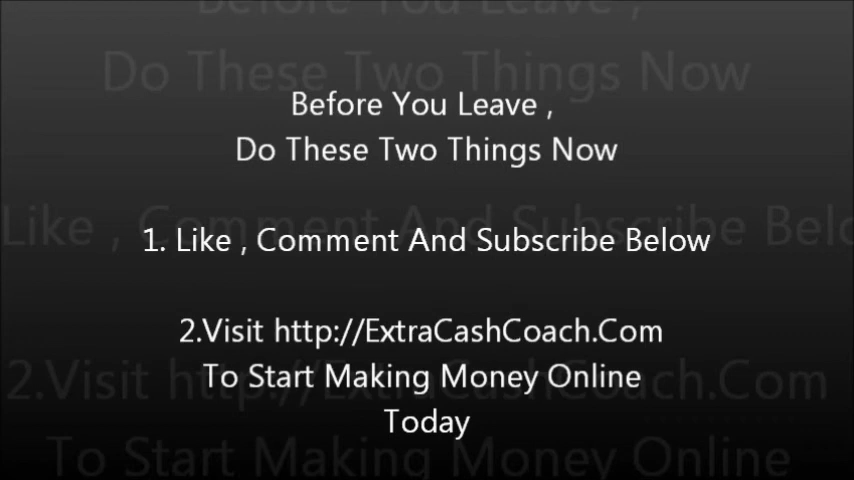 Before You Leave ,
Do These Two Things Now
1. Like , Comment And Subscribe Below
2.Visit http://ExtraCashCoach.Com
To Start Making Money Online
Today